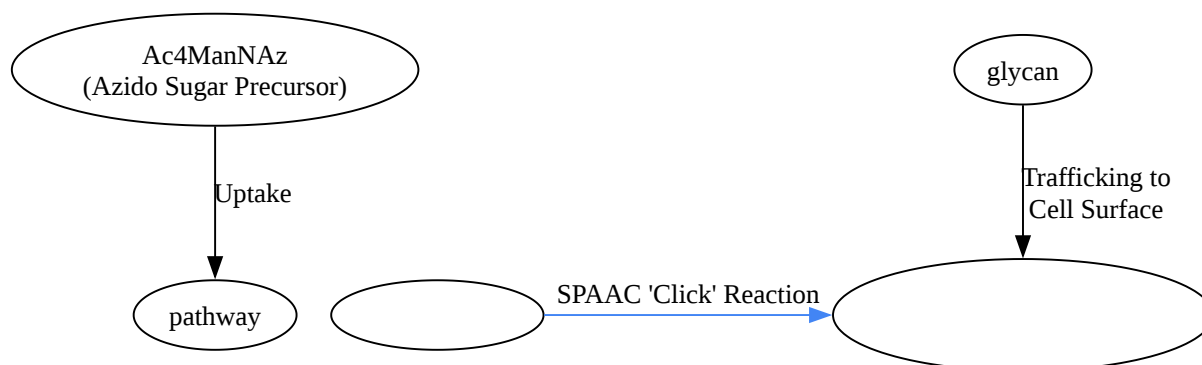 Ac4ManNAz
(Azido Sugar Precursor)
glycan
Uptake
Trafficking to
Cell Surface
pathway
SPAAC 'Click' Reaction